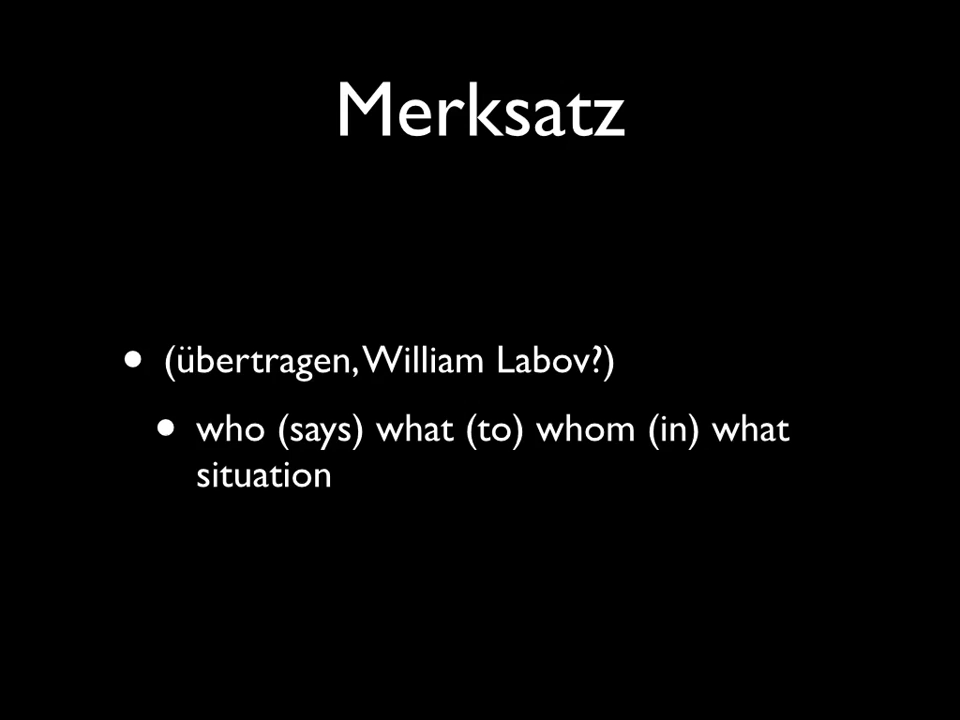 Merksatz
• (übertragen, William Labov?)
• who (says) what (to) whom (in) what
situation